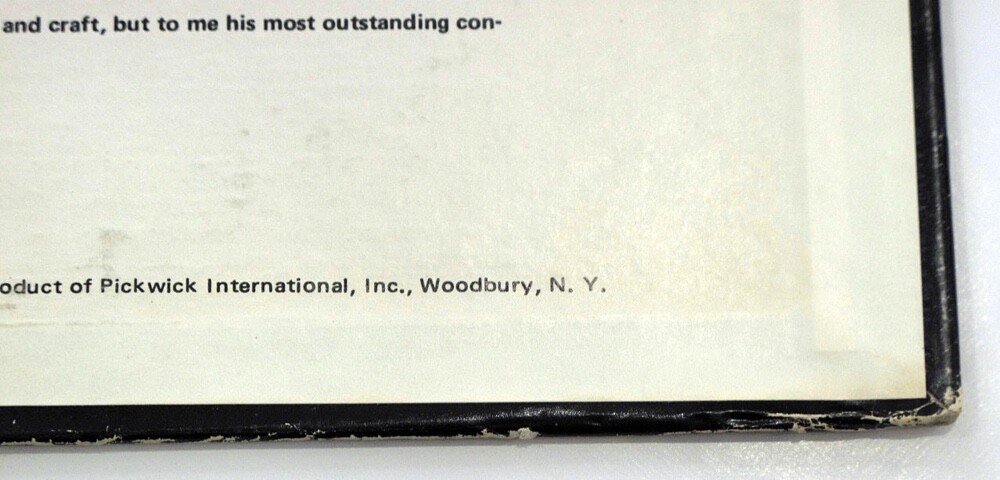 and craft, but to me his most outstanding con-
oduct of Pickwick International, Inc., Woodbury, N. Y.